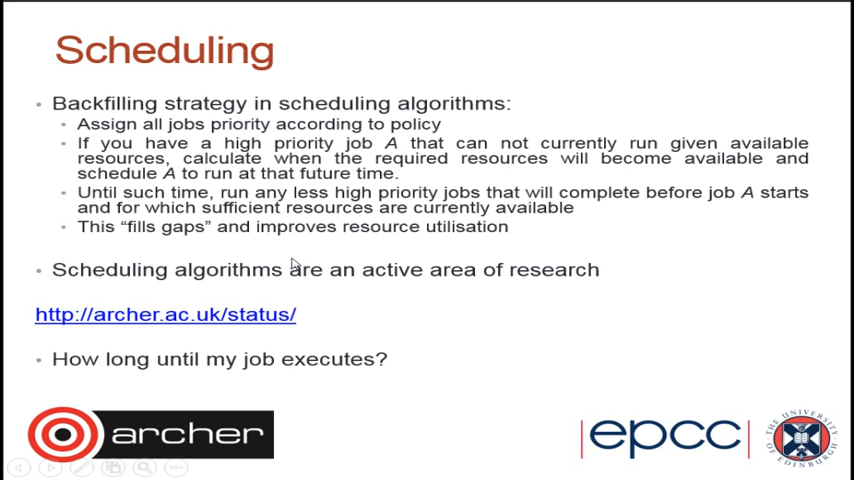 Scheduling
• Backfilling strategy in scheduling algorithms:
• Assign all jobs priority according to policy
• If you have a high priority job A that can not currently run given available
resources, calculate when the required resources will become available and
schedule A to run at that future time.
• Until such time, run any less high priority jobs that will complete before job A starts
and for which sufficient resources are currently available
• This “fills gaps” and improves resource utilisation
• Scheduling algorithms are an active area of research
http://archer.ac.uk/status/
• How long until my job executes?
archer
epcc
THE UNIVERSITY OF EDINBURGH